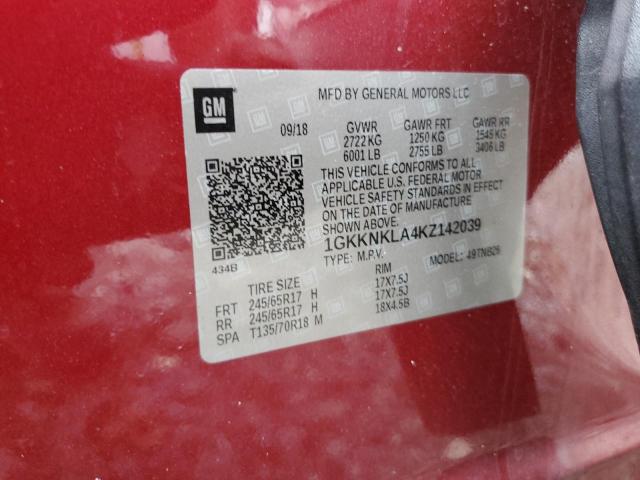 GM
MFD BY GENERAL MOTORS LLC
09/18 GVWR GAWR FRT GAWR RR
2722 KG 1250 KG 1545 KG
6001 LB 2755 LB 3406 LB
THIS VEHICLE CONFORMS TO ALL
APPLICABLE U.S. FEDERAL MOTOR
VEHICLE SAFETY STANDARDS IN EFFECT
ON THE DATE OF MANUFACTURE SHOWN ABOVE.
1GKKNKLA4KZ142039
434B TYPE: M.P.V. MODEL: 49TNB26
TIRE SIZE RIM
FRT 245/65R17 H 17X7.5J
RR 245/65R17 H 17X7.5J
SPA T135/70R18 M 18X4.5B